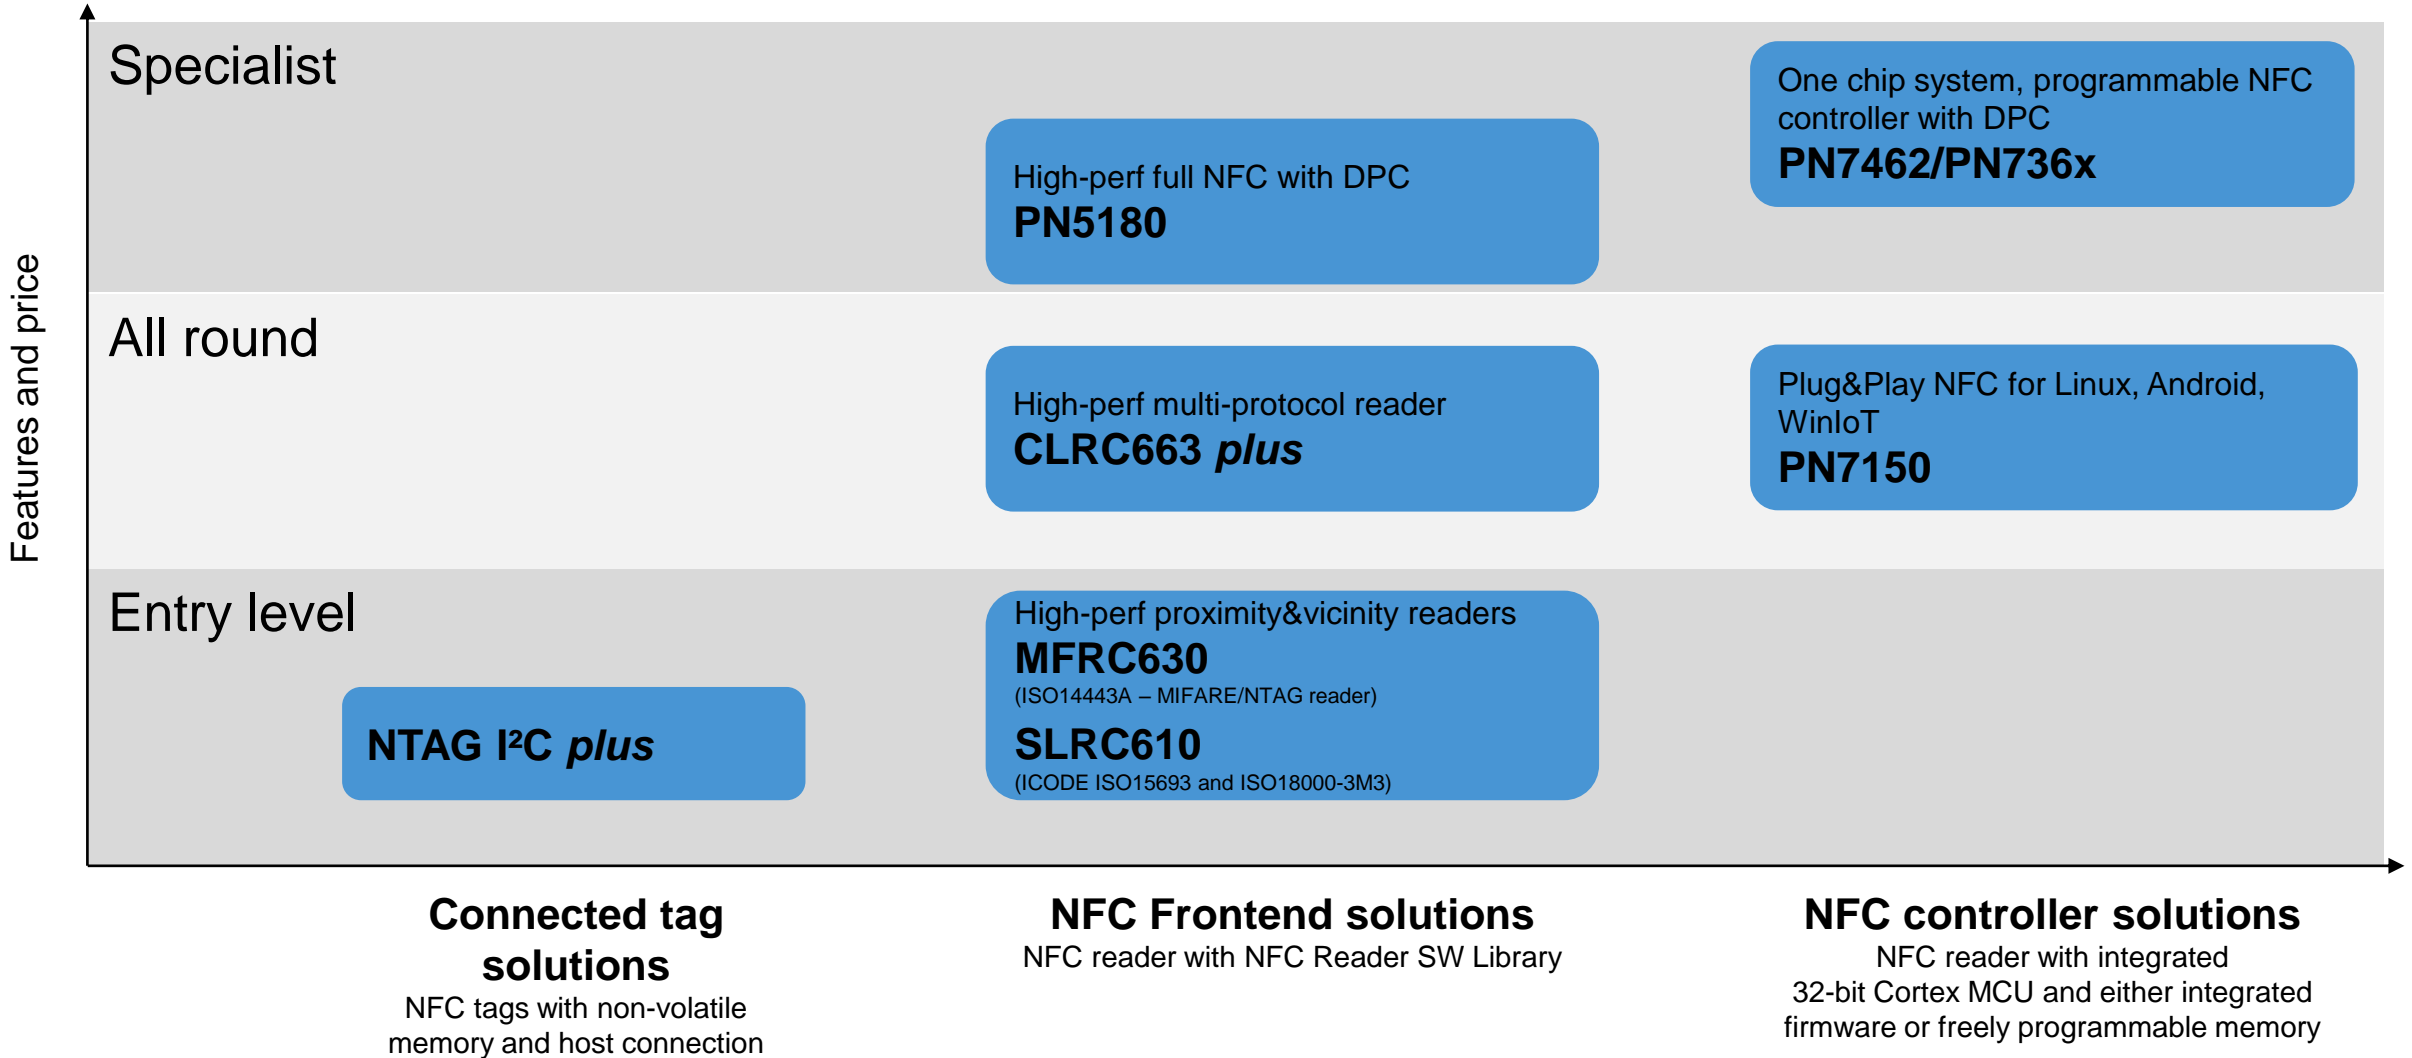 Features and price
Specialist
One chip system, programmable NFC
controller with DPC
PN7462/PN736x
High-perf full NFC with DPC
PN5180
All round
High-perf multi-protocol reader
CLRC663 plus
Plug&Play NFC for Linux, Android,
WinIoT
PN7150
Entry level
High-perf proximity&vicinity readers
MFRC630
(ISO14443A – MIFARE/NTAG reader)
SLRC610
(ICODE ISO15693 and ISO18000-3M3)
NTAG I²C plus
Connected tag
solutions
NFC tags with non-volatile
memory and host connection
NFC Frontend solutions
NFC reader with NFC Reader SW Library
NFC controller solutions
NFC reader with integrated
32-bit Cortex MCU and either integrated
firmware or freely programmable memory